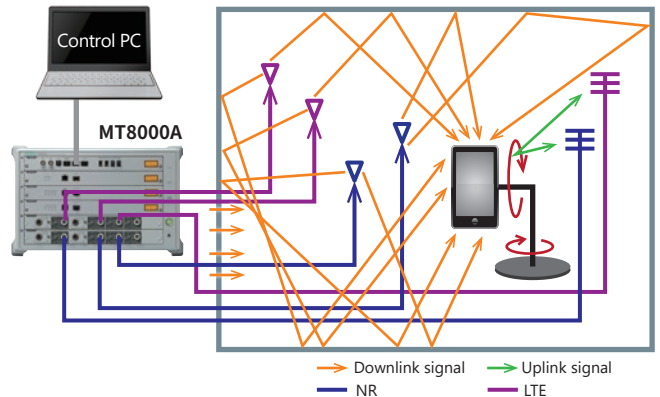 Control PC
MT8000A
Downlink signal
Uplink signal
NR
LTE